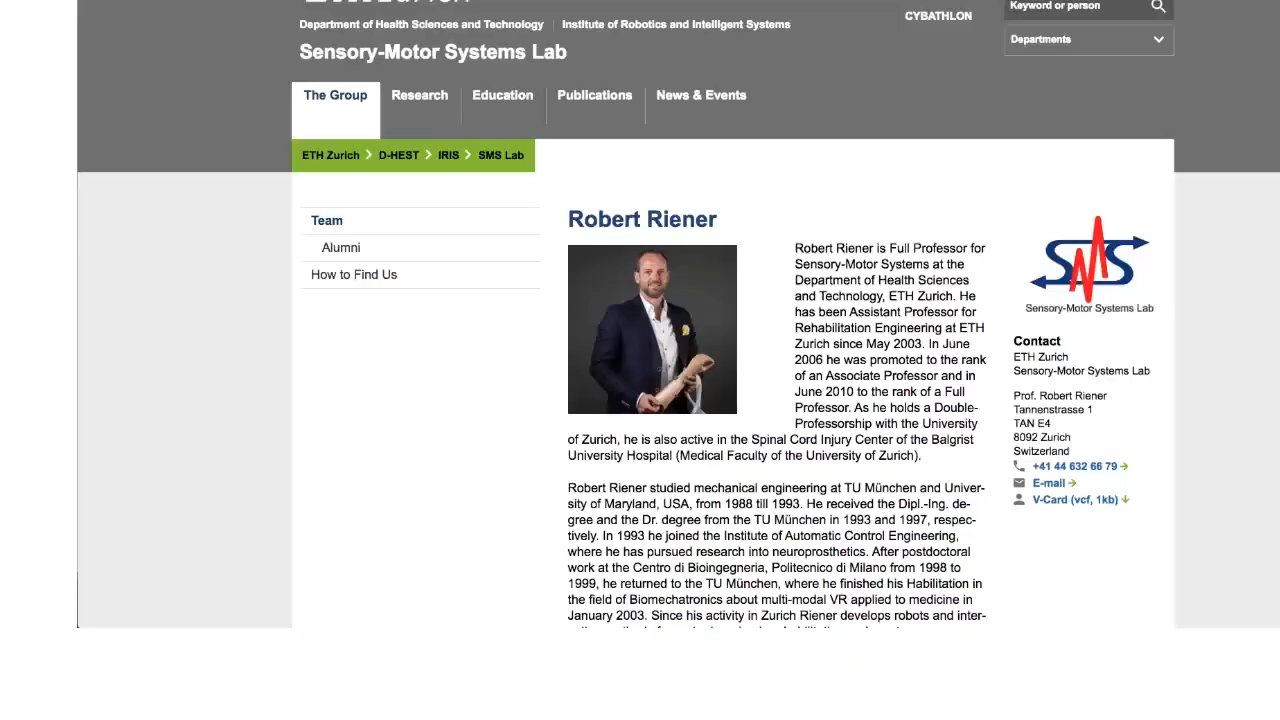 CYBATHLON
Keyword or person
Department of Health Sciences and Technology
Institute of Robotics and Intelligent Systems
Departments
Sensory-Motor Systems Lab
The Group
Research
Education
Publications
News & Events
ETH Zurich
D-HEST
IRIS
SMS Lab
Team
Alumni
How to Find Us
Robert Riener
Robert Riener is Full Professor for
Sensory-Motor Systems at the
Department of Health Sciences
and Technology, ETH Zurich. He
has been Assistant Professor for
Rehabilitation Engineering at ETH
Zurich since May 2003. In June
2006 he was promoted to the rank
of an Associate Professor and in
June 2010 to the rank of a Full
Professor. As he holds a Double-
Professorship with the University
of Zurich, he is also active in the Spinal Cord Injury Center of the Balgrist
University Hospital (Medical Faculty of the University of Zurich).
Robert Riener studied mechanical engineering at TU München and Univer-
sity of Maryland, USA, from 1988 till 1993. He received the Dipl.-Ing. de-
gree and the Dr. degree from the TU München in 1993 and 1997, respec-
tively. In 1993 he joined the Institute of Automatic Control Engineering,
where he has pursued research into neuroprosthetics. After postdoctoral
work at the Centro di Bioingegneria, Politecnico di Milano from 1998 to
1999, he returned to the TU München, where he finished his Habilitation in
the field of Biomechatronics about multi-modal VR applied to medicine in
January 2003. Since his activity in Zurich Riener develops robots and inter-
SMS
Sensory-Motor Systems Lab
Contact
ETH Zurich
Sensory-Motor Systems Lab
Prof. Robert Riener
Tannenstrasse 1
TAN E4
8092 Zurich
Switzerland
+41 44 632 66 79
E-mail
V-Card (vcf, 1kb)